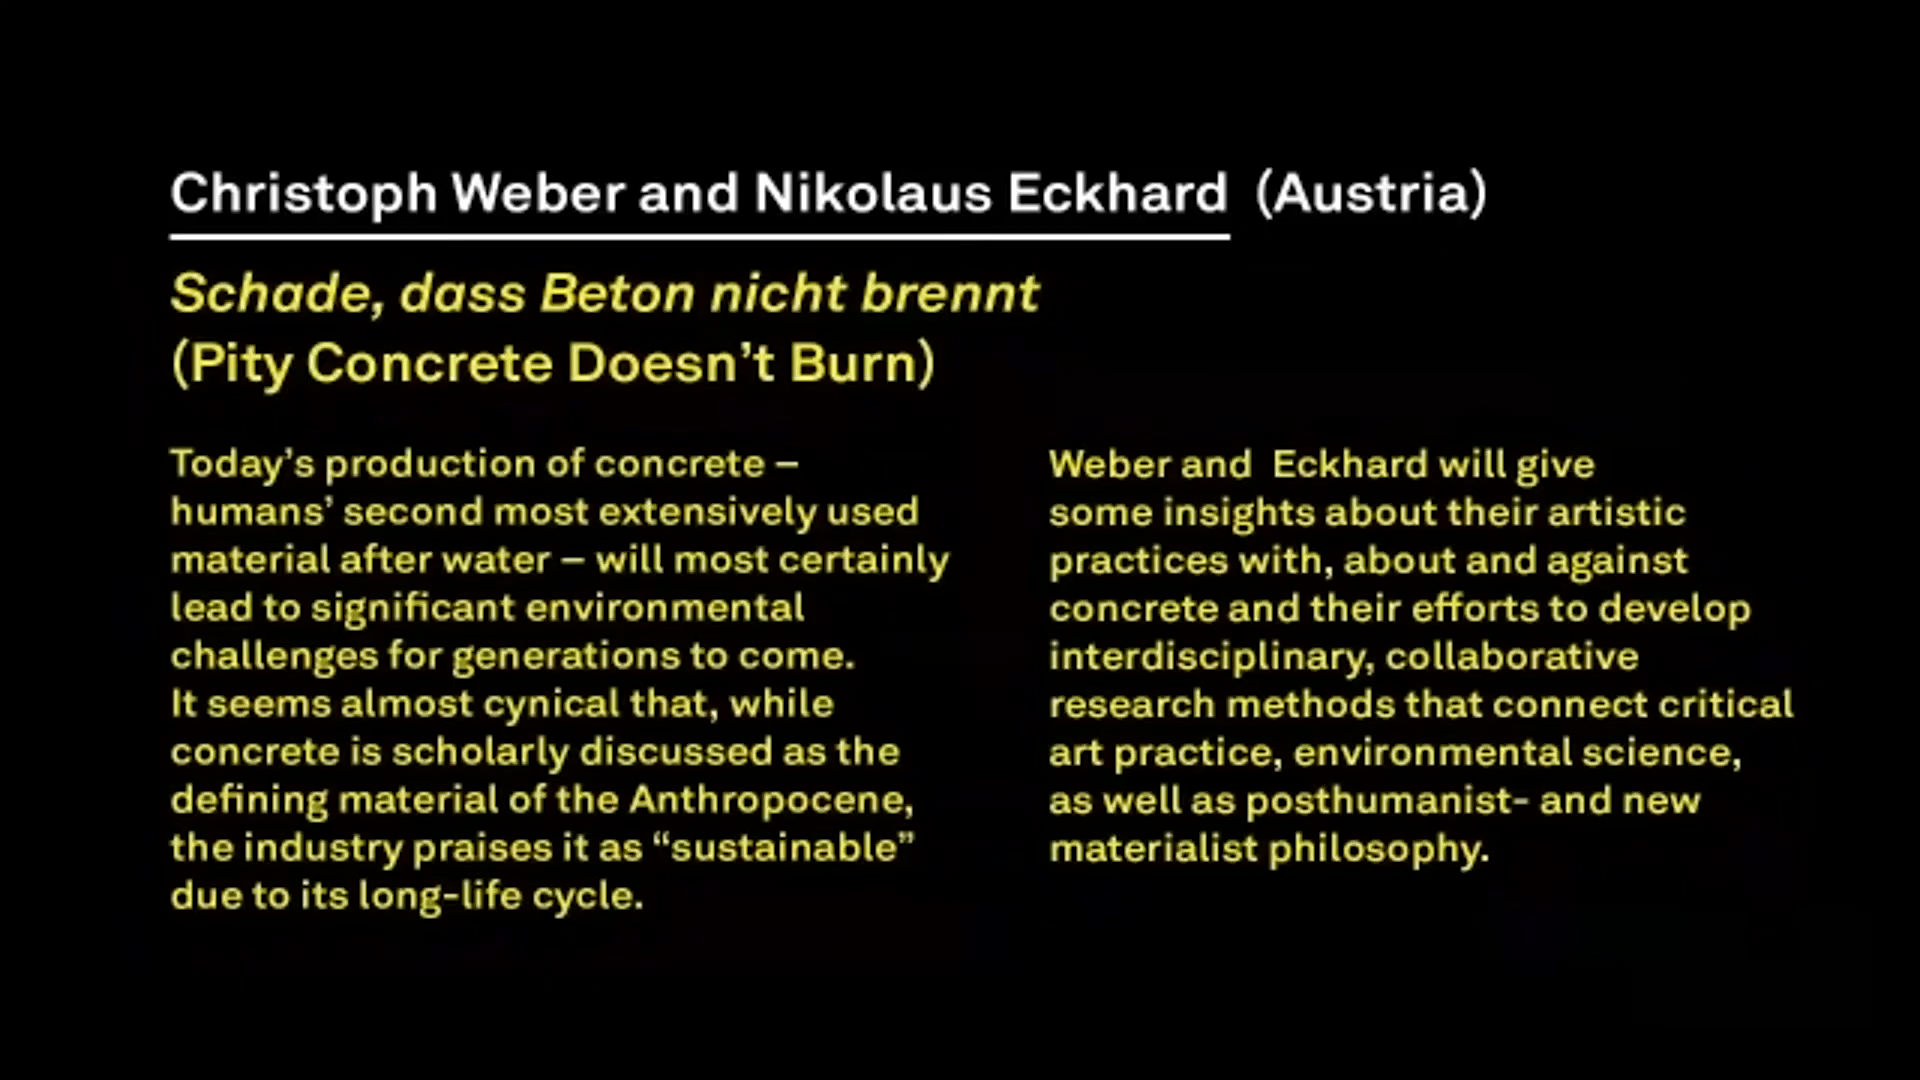 Christoph Weber and Nikolaus Eckhard (Austria)
Schade, dass Beton nicht brennt
(Pity Concrete Doesn’t Burn)
Today’s production of concrete –
humans’ second most extensively used
material after water – will most certainly
lead to significant environmental
challenges for generations to come.
It seems almost cynical that, while
concrete is scholarly discussed as the
defining material of the Anthropocene,
the industry praises it as “sustainable”
due to its long-life cycle.
Weber and Eckhard will give
some insights about their artistic
practices with, about and against
concrete and their efforts to develop
interdisciplinary, collaborative
research methods that connect critical
art practice, environmental science,
as well as posthumanist- and new
materialist philosophy.